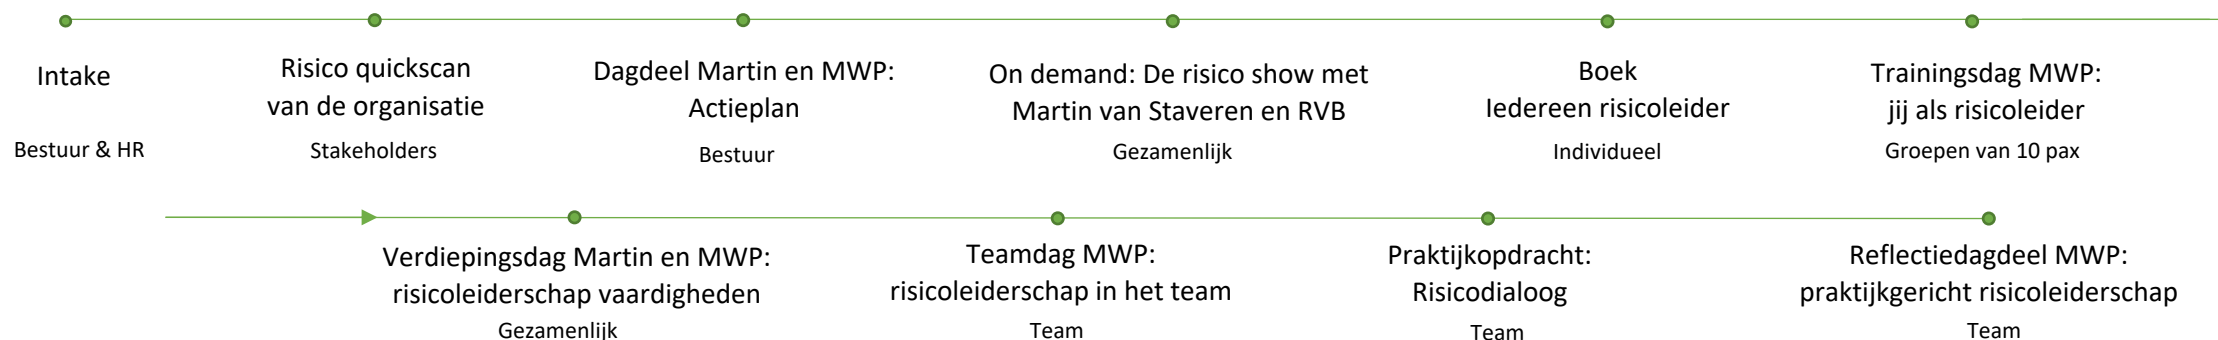 Intake
Bestuur & HR
Risico quickscan
van de organisatie
Stakeholders
Dagdeel Martin en MWP:
Actieplan
Bestuur
On demand: De risico show met
Martin van Staveren en RVB
Gezamenlijk
Boek
Iedereen risicoleider
Individueel
Trainingsdag MWP:
jij als risicoleider
Groepen van 10 pax
Verdiepingsdag Martin en MWP:
risicoleiderschap vaardigheden
Gezamenlijk
Teamdag MWP:
risicoleiderschap in het team
Team
Praktijkopdracht:
Risicodialoog
Team
Reflectiedagdeel MWP:
praktijkgericht risicoleiderschap
Team